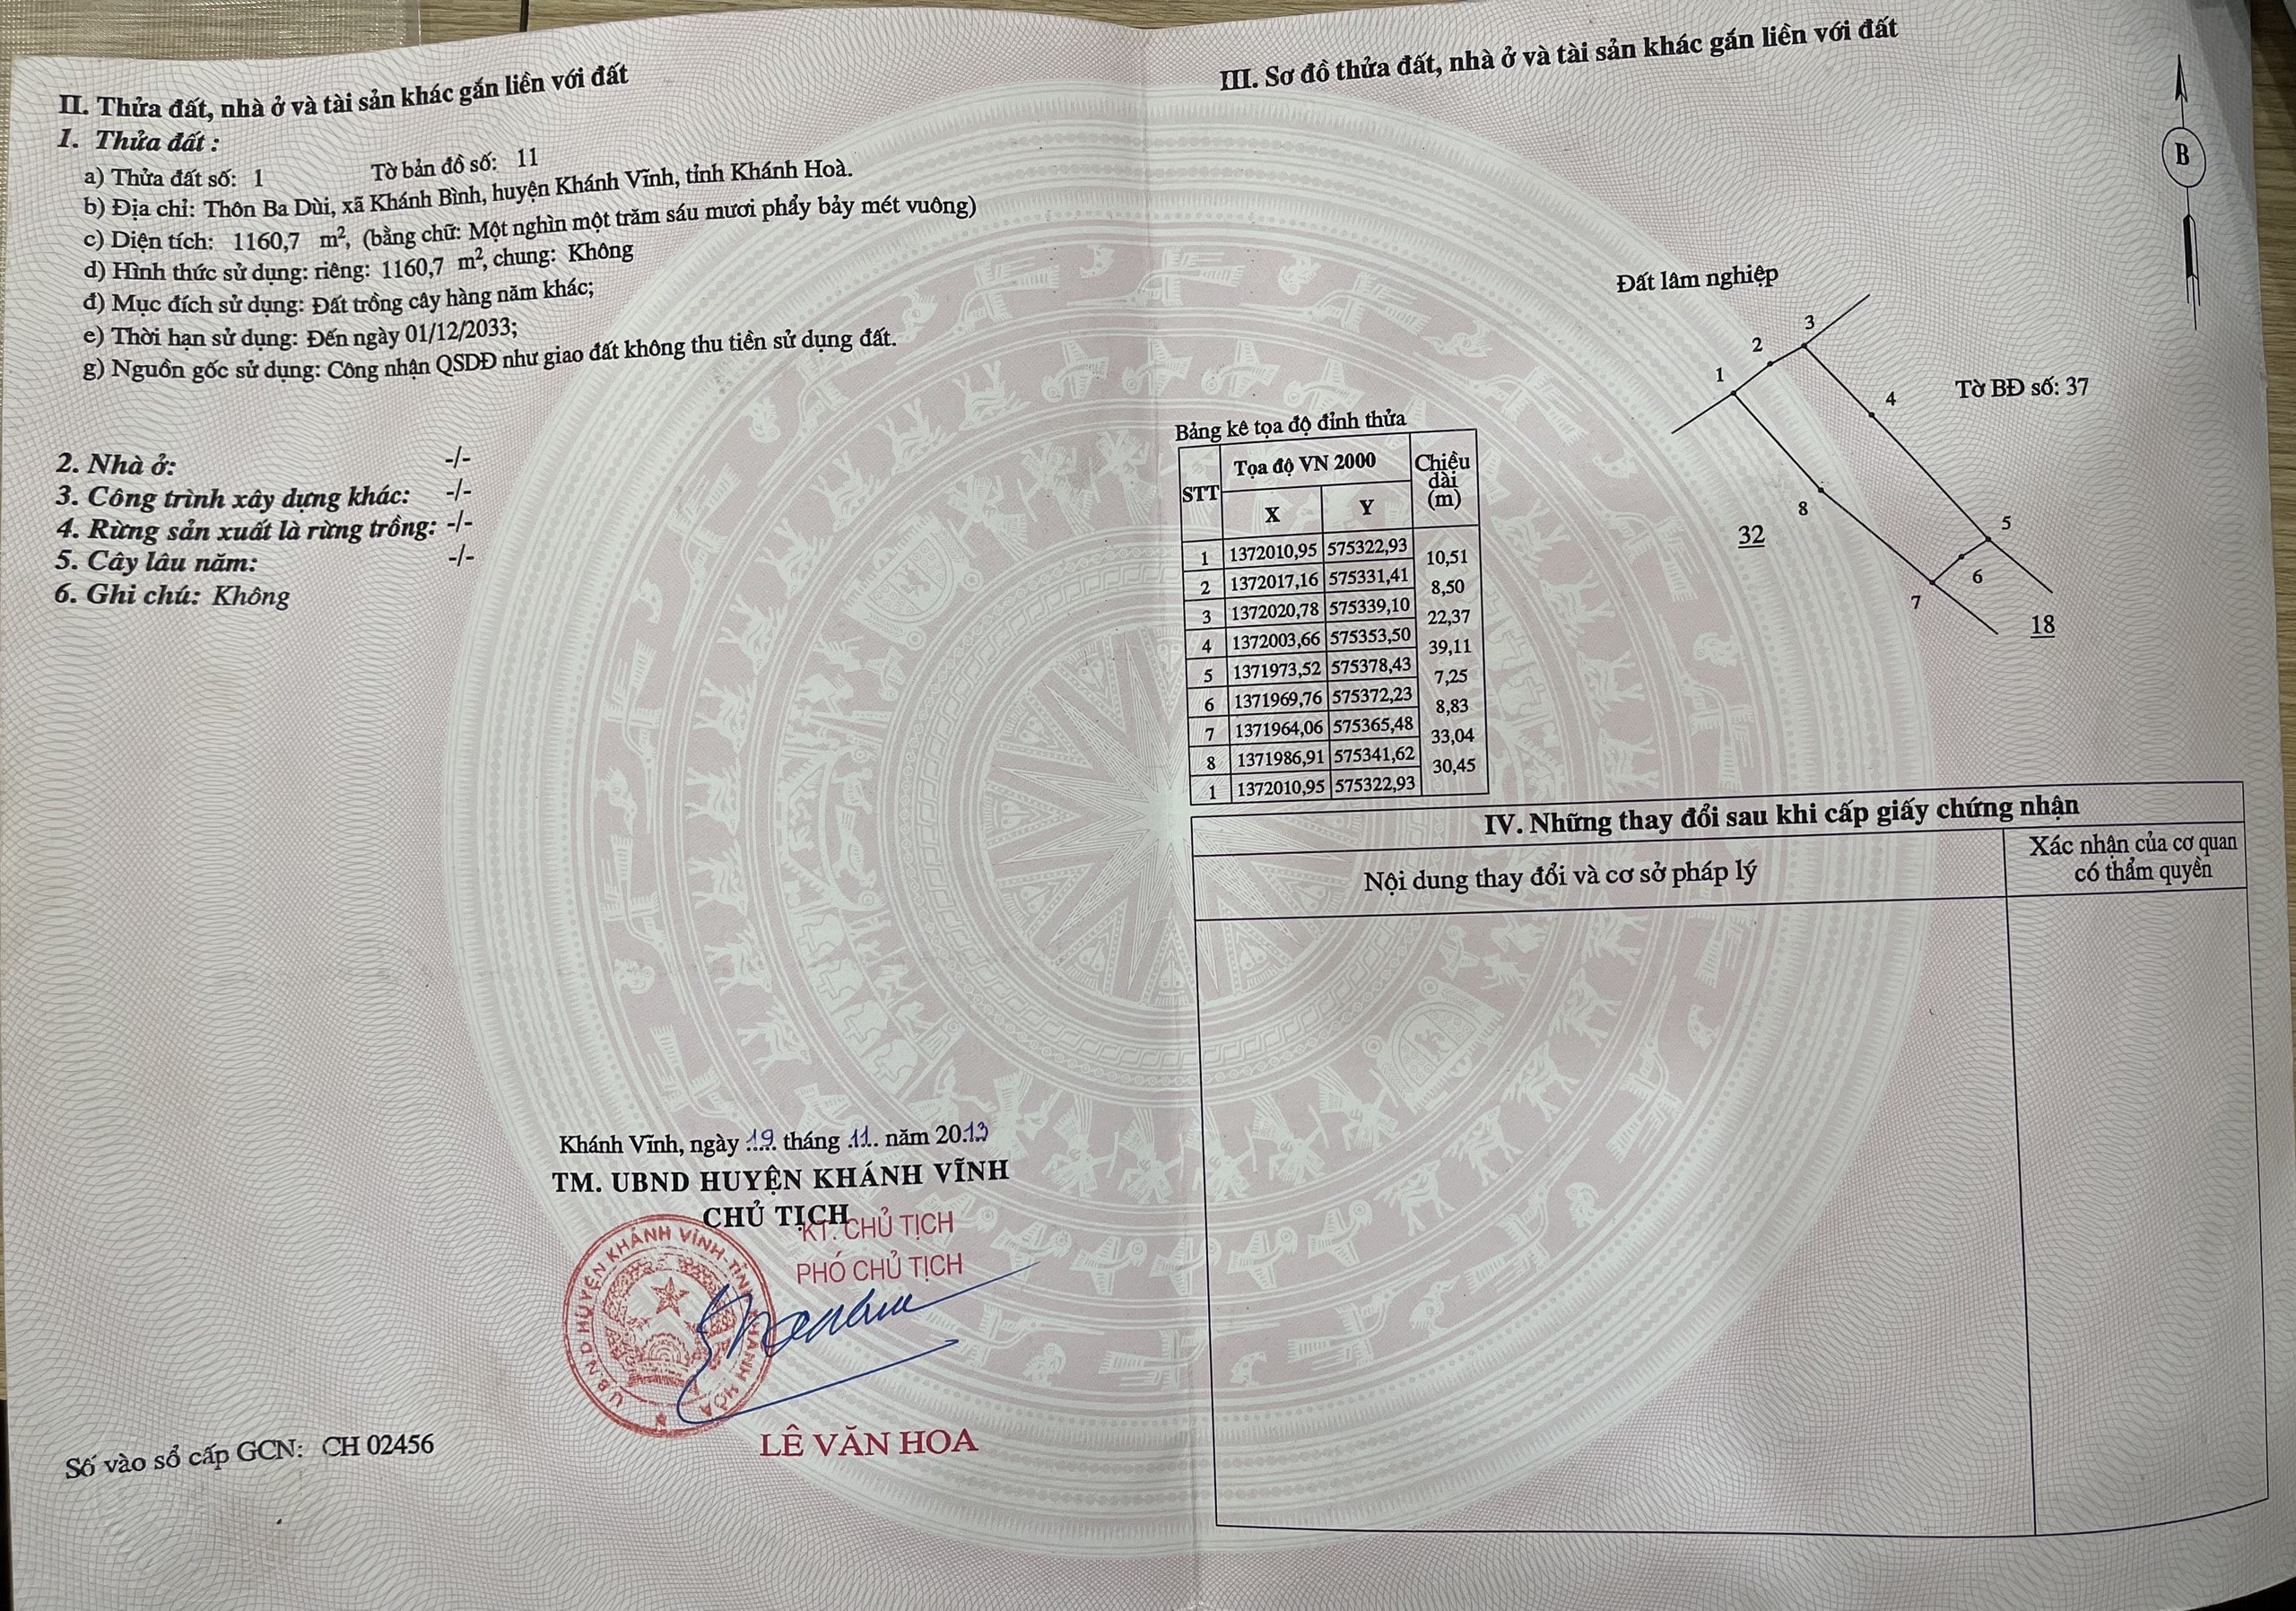 II. Thửa đất, nhà ở và tài sản khác gắn liền với đất
1. Thửa đất :
a) Thửa đất số: 1 Tờ bản đồ số: 11
b) Địa chỉ: Thôn Ba Dùi, xã Khánh Bình, huyện Khánh Vĩnh, tỉnh Khánh Hoà.
c) Diện tích: 1160,7 m², (bằng chữ: Một nghìn một trăm sáu mươi phẩy bảy mét vuông)
d) Hình thức sử dụng: riêng: 1160,7 m², chung: Không
đ) Mục đích sử dụng: Đất trồng cây hàng năm khác;
e) Thời hạn sử dụng: Đến ngày 01/12/2033;
g) Nguồn gốc sử dụng: Công nhận QSDĐ như giao đất không thu tiền sử dụng đất.
2. Nhà ở: -/-
3. Công trình xây dựng khác: -/-
4. Rừng sản xuất là rừng trồng: -/-
5. Cây lâu năm: -/-
6. Ghi chú: Không
Khánh Vĩnh, ngày 19 tháng 11 năm 2013
TM. UBND HUYỆN KHÁNH VĨNH
CHỦ TỊCH
KT. CHỦ TỊCH
PHÓ CHỦ TỊCH
U.B.N.D HUYỆN KHÁNH VĨNH - TỈNH KHÁNH HÒA
LÊ VĂN HOA
Số vào sổ cấp GCN: CH 02456
III. Sơ đồ thửa đất, nhà ở và tài sản khác gắn liền với đất
B
Đất lâm nghiệp
3
2
1
4
Tờ BĐ số: 37
8
5
32
6
7
18
Bảng kê tọa độ đỉnh thửa
STT Tọa độ VN 2000 Chiều dài (m)
X Y
1 1372010,95 575322,93
10,51
2 1372017,16 575331,41
8,50
3 1372020,78 575339,10
22,37
4 1372003,66 575353,50
39,11
5 1371973,52 575378,43
7,25
6 1371969,76 575372,23
8,83
7 1371964,06 575365,48
33,04
8 1371986,91 575341,62
30,45
1 1372010,95 575322,93
IV. Những thay đổi sau khi cấp giấy chứng nhận
Nội dung thay đổi và cơ sở pháp lý
Xác nhận của cơ quan
có thẩm quyền